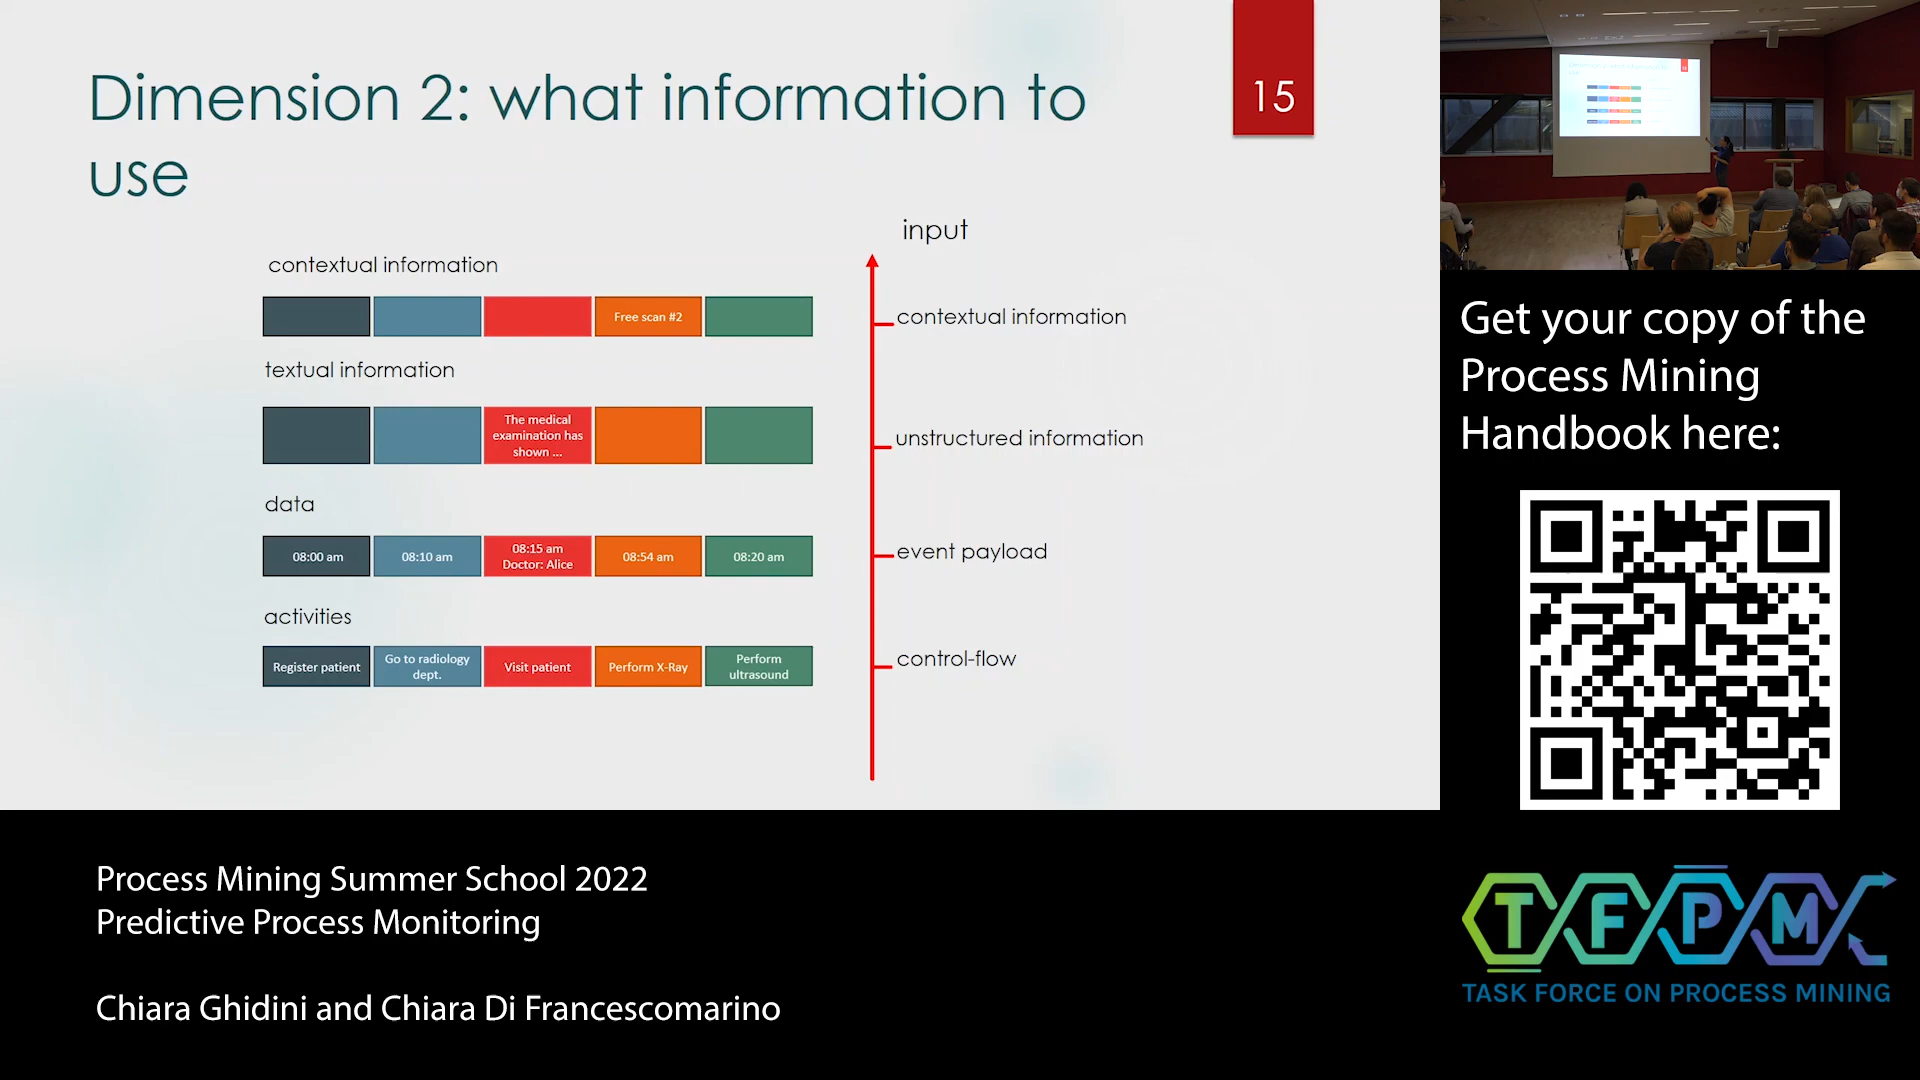 Dimension 2: what information to
use
15
input
contextual information
Free scan #2
contextual information
textual information
The medical
examination has
shown ...
unstructured information
data
08:00 am
08:10 am
08:15 am
Doctor: Alice
08:54 am
08:20 am
event payload
activities
Register patient
Go to radiology
dept.
Visit patient
Perform X-Ray
Perform
ultrasound
control-flow
Get your copy of the
Process Mining
Handbook here:
Process Mining Summer School 2022
Predictive Process Monitoring
Chiara Ghidini and Chiara Di Francescomarino
TFPM
TASK FORCE ON PROCESS MINING